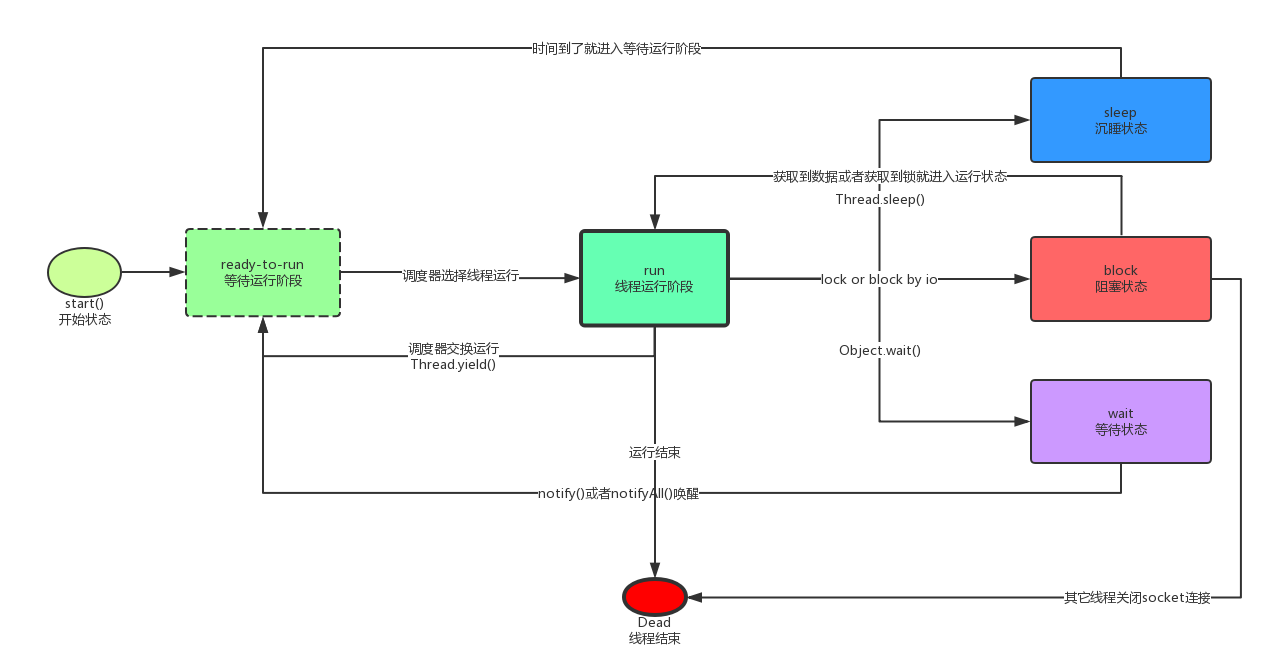 时间到了就进入等待运行阶段
sleep
沉睡状态
获取到数据或者获取到锁就进入运行状态
Thread.sleep()
ready-to-run
等待运行阶段
调度器选择线程运行
run
线程运行阶段
lock or block by io
block
阻塞状态
start()
开始状态
调度器交换运行
Thread.yield()
Object.wait()
wait
等待状态
运行结束
notify()或者notifyAll()唤醒
其它线程关闭socket连接
Dead
线程结束